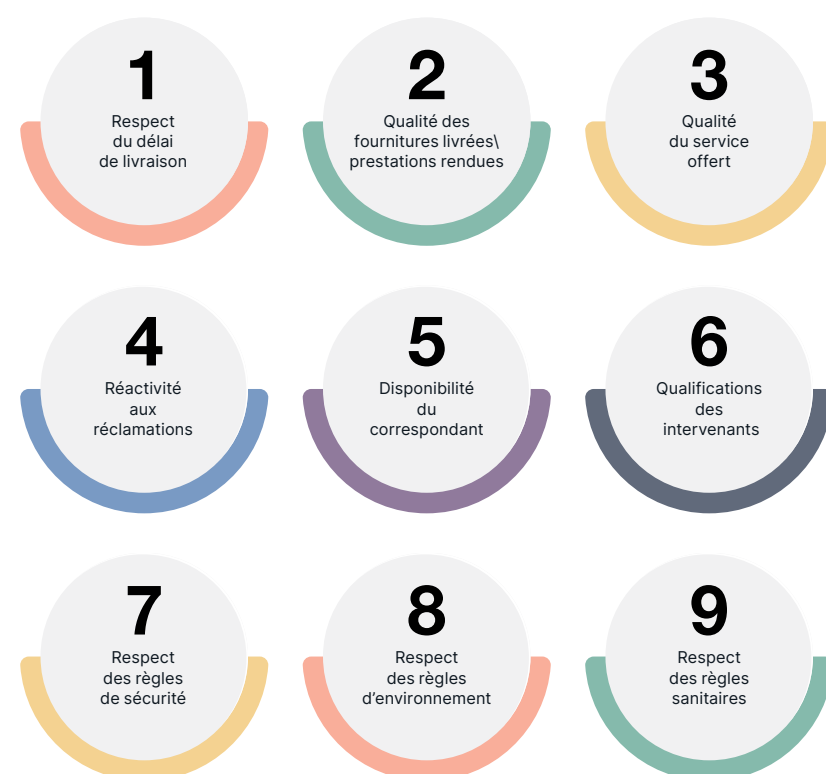 1
Respect
du délai
de livraison
2
Qualité des
fournitures livrées\
prestations rendues
3
Qualité
du service
offert
4
Réactivité
aux
réclamations
5
Disponibilité
du
correspondant
6
Qualifications
des
intervenants
7
Respect
des règles
de sécurité
8
Respect
des règles
d’environnement
9
Respect
des règles
sanitaires